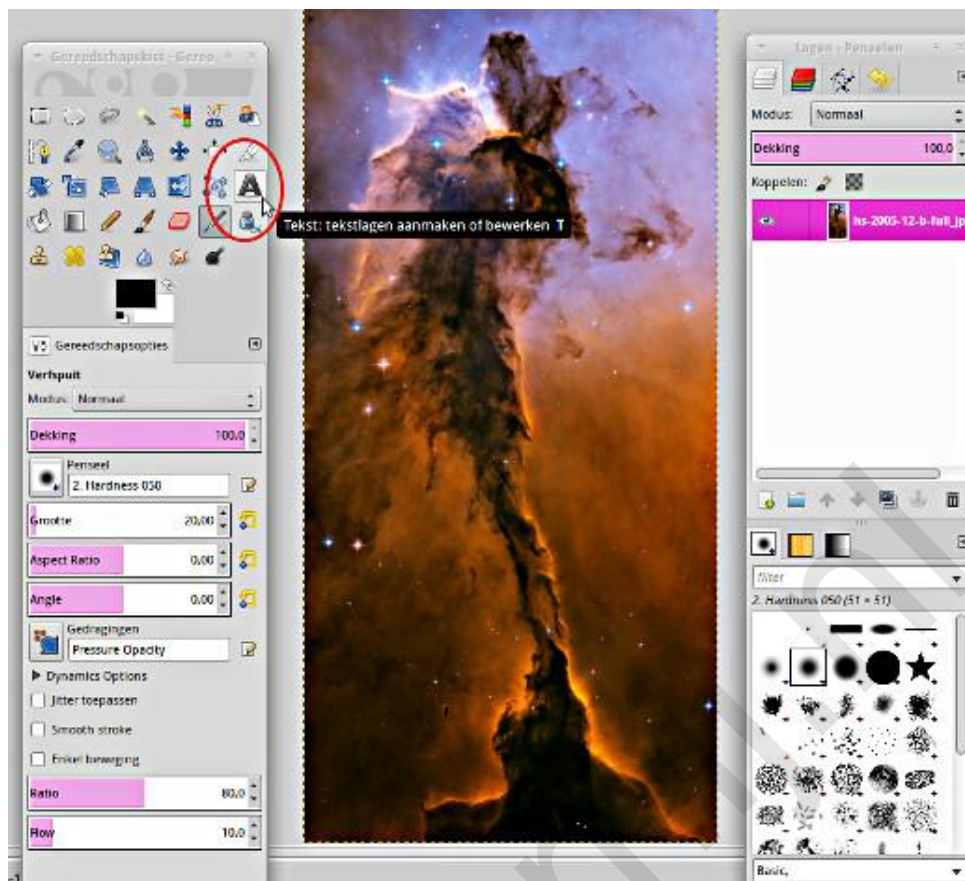 Gereedschapskist - Geree
Tekst: tekstlagen aanmaken of bewerken T
Gereedschapsopties
Verfspuit
Modus: Normaal
Dekking 100,0
Penseel
2. Hardness 050
Grootte 20,00
Aspect Ratio 0,00
Angle 0,00
Gedragingen
Pressure Opacity
Dynamics Options
Jitter toepassen
Smooth stroke
Enkel beweging
Ratio 80,0
Flow 10,0
Lagen - Penselen
Modus: Normaal
Dekking 100,0
Koppelen:
hs-2005-12-b-full_jp
filter
2. Hardness 050 (51 × 51)
Basic,